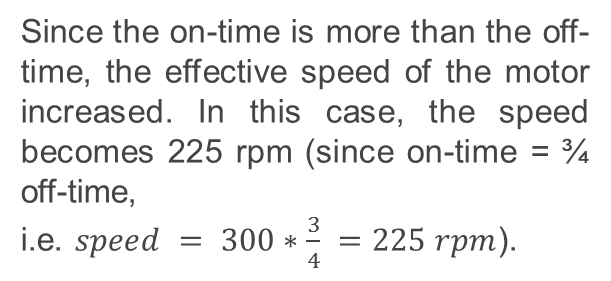 Since the on-time is more than the off-
time, the effective speed of the motor
increased. In this case, the speed
becomes 225 rpm (since on-time = ¾
off-time,
i.e. speed = 300 * 3/4 = 225 rpm).